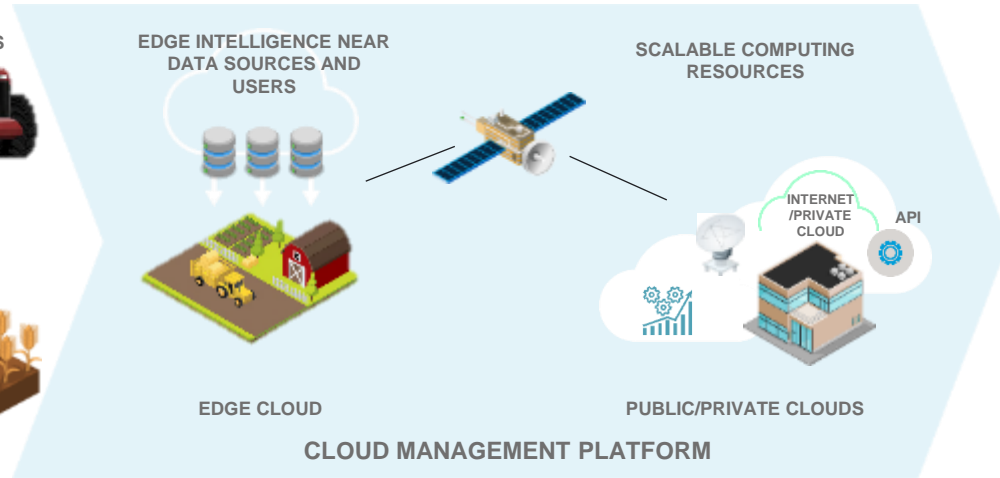 S
EDGE INTELLIGENCE NEAR
DATA SOURCES AND
USERS
SCALABLE COMPUTING
RESOURCES
INTERNET
/PRIVATE
CLOUD
API
EDGE CLOUD
PUBLIC/PRIVATE CLOUDS
CLOUD MANAGEMENT PLATFORM